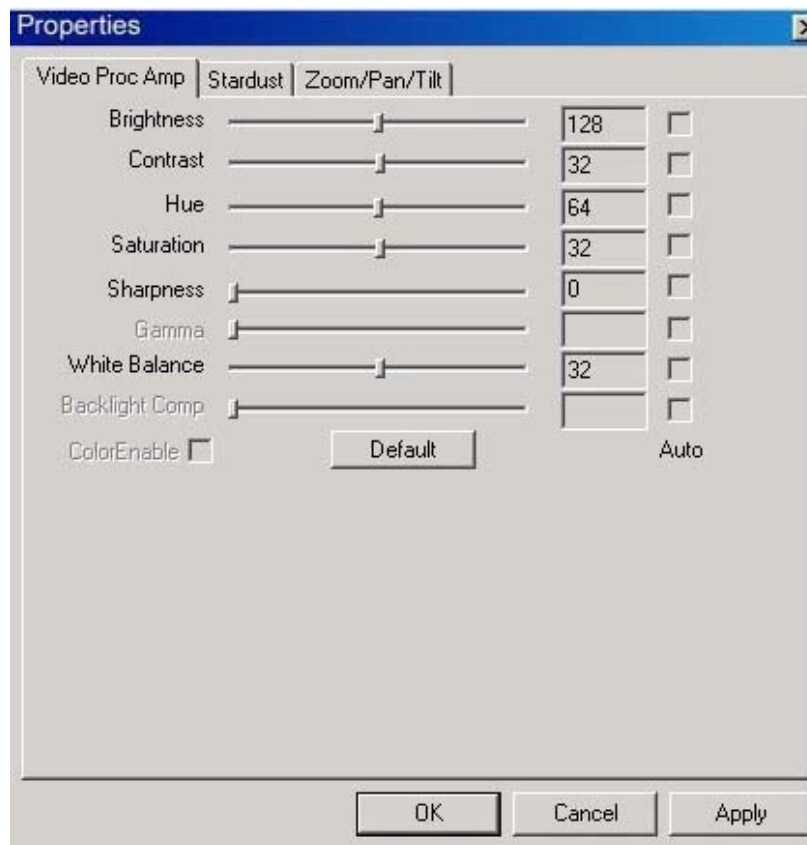 Properties
Video Proc Amp Stardust Zoom/Pan/Tilt
Brightness 128
Contrast 32
Hue 64
Saturation 32
Sharpness 0
Gamma
White Balance 32
Backlight Comp
ColorEnable Default Auto
OK Cancel Apply